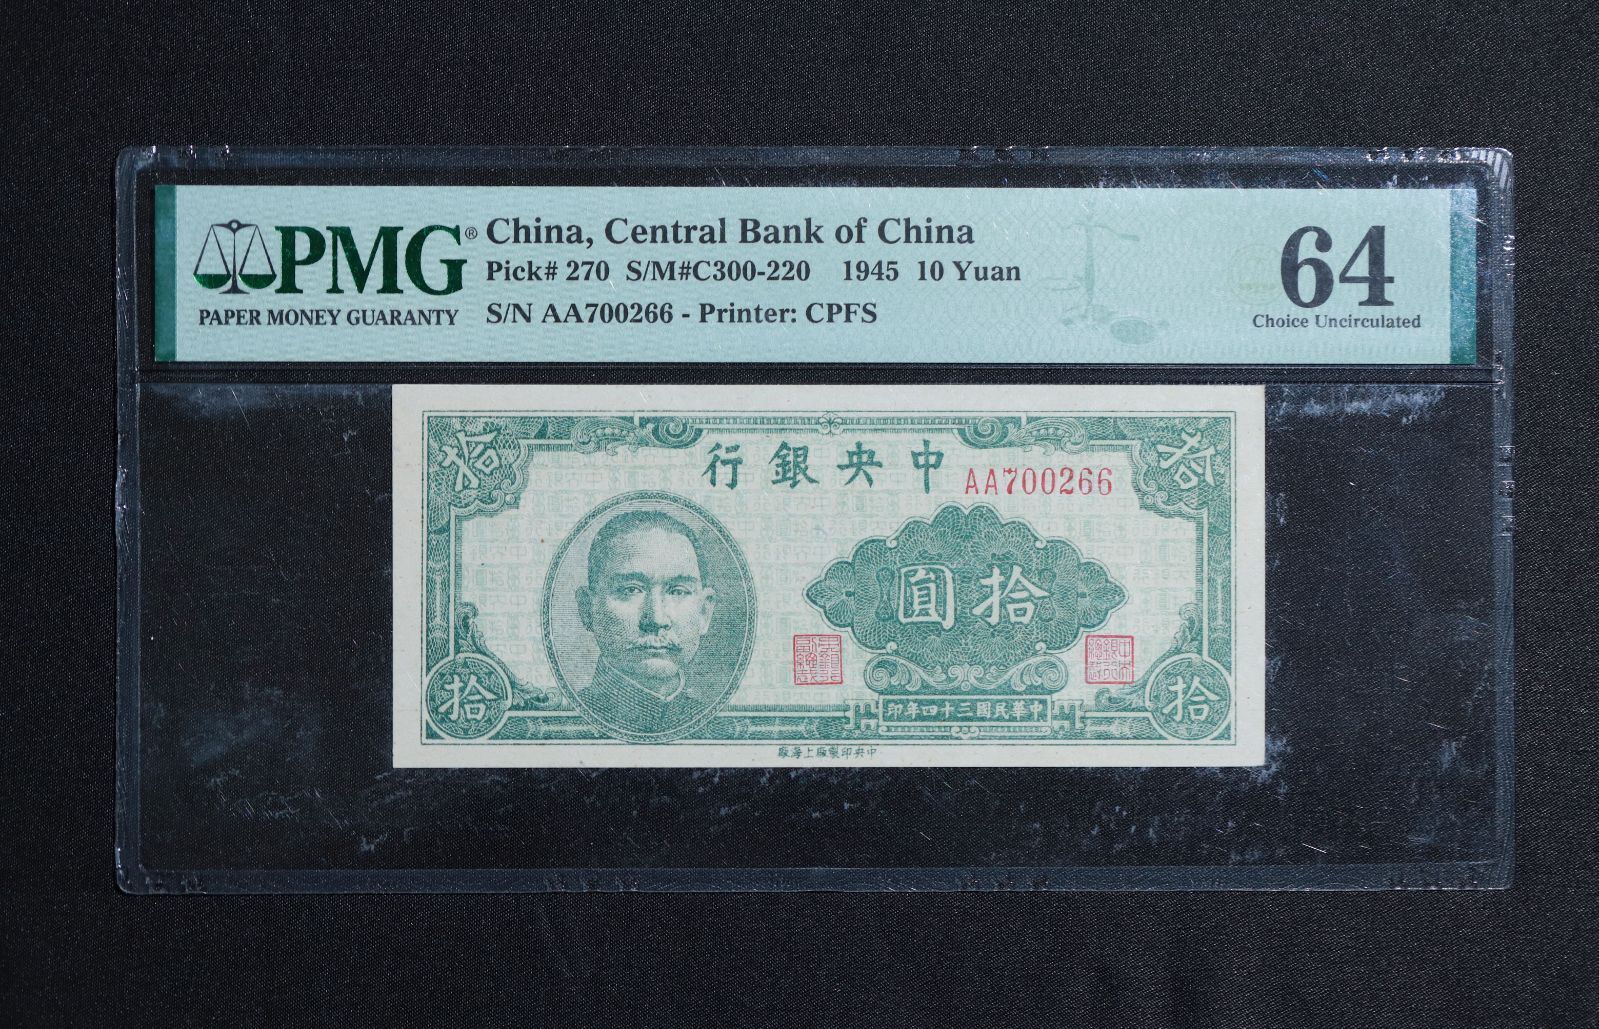 PMG®
PAPER MONEY GUARANTY
China, Central Bank of China
Pick# 270 S/M#C300-220 1945 10 Yuan
S/N AA700266 - Printer: CPFS
64
Choice Uncirculated
拾
拾
行銀央中
AA700266
圓拾
拾
拾
印年四十三國民華中
廠海上廠製印央中